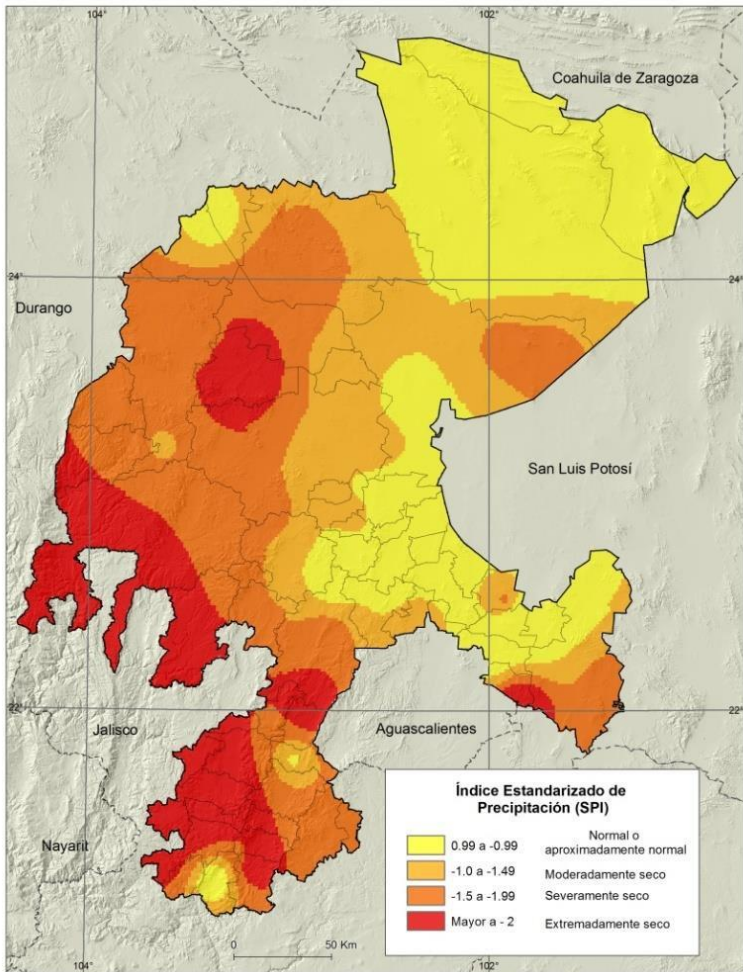 104°
102°
Coahuila de Zaragoza
24°
24°
Durango
San Luis Potosí
22°
22°
Jalisco
Aguascalientes
Nayarit
Índice Estandarizado de
Precipitación (SPI)
0.99 a -0.99 Normal o
aproximadamente normal
-1.0 a -1.49 Moderadamente seco
-1.5 a -1.99 Severamente seco
Mayor a - 2 Extremadamente seco
0 50 Km
104°
102°